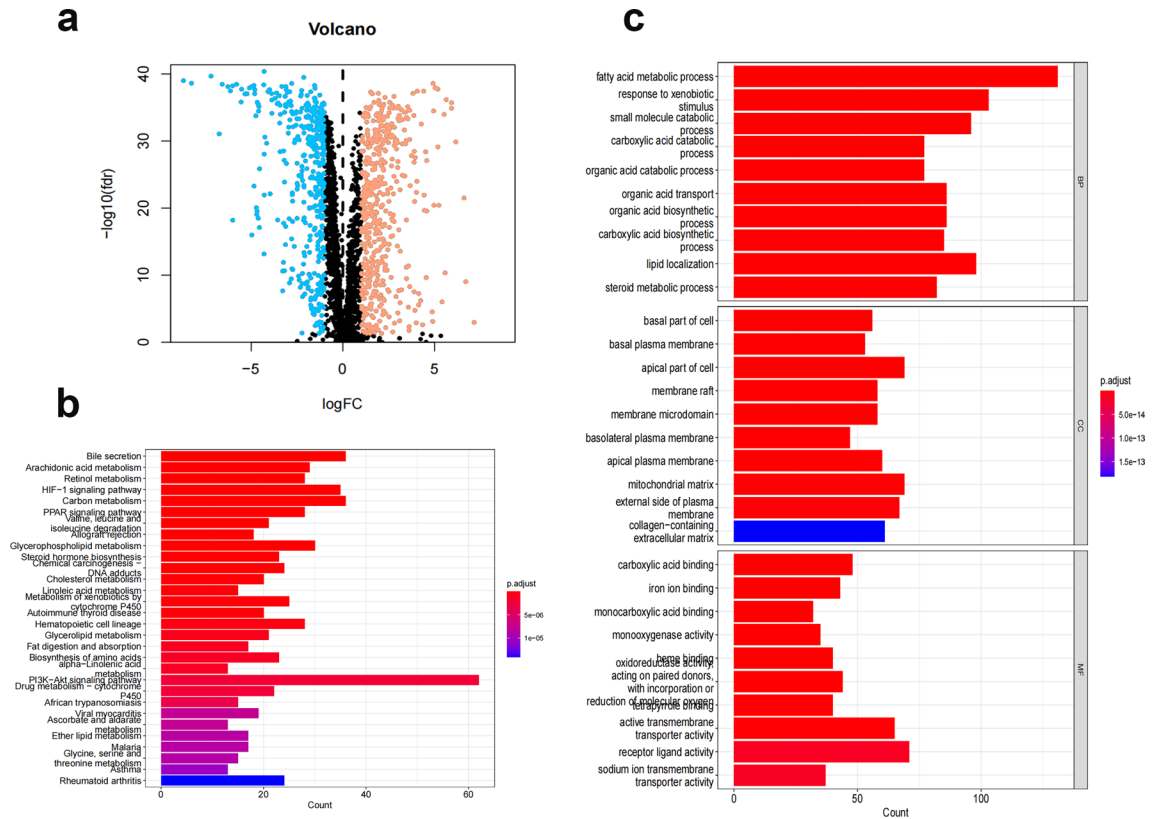 a
Volcano
−log10(fdr)
40
30
20
10
0
−5
0
5
logFC
b
Bile secretion
Arachidonic acid metabolism
Retinol metabolism
HIF−1 signaling pathway
Carbon metabolism
PPAR signaling pathway
Valine, leucine and
isoleucine degradation
Allograft rejection
Glycerophospholipid metabolism
Steroid hormone biosynthesis
Chemical carcinogenesis −
DNA adducts
Cholesterol metabolism
Linoleic acid metabolism
Metabolism of xenobiotics by
cytochrome P450
Autoimmune thyroid disease
Hematopoietic cell lineage
Glycerolipid metabolism
Fat digestion and absorption
Biosynthesis of amino acids
alpha−Linolenic acid
metabolism
PI3K−Akt signaling pathway
Drug metabolism − cytochrome
P450
African trypanosomiasis
Viral myocarditis
Ascorbate and aldarate
metabolism
Ether lipid metabolism
Malaria
Glycine, serine and
threonine metabolism
Asthma
Rheumatoid arthritis
0
20
40
60
Count
p.adjust
5e−06
1e−05
c
fatty acid metabolic process
response to xenobiotic
stimulus
small molecule catabolic
process
carboxylic acid catabolic
process
organic acid catabolic process
organic acid transport
organic acid biosynthetic
process
carboxylic acid biosynthetic
process
lipid localization
steroid metabolic process
BP
basal part of cell
basal plasma membrane
apical part of cell
membrane raft
membrane microdomain
basolateral plasma membrane
apical plasma membrane
mitochondrial matrix
external side of plasma
membrane
collagen−containing
extracellular matrix
CC
carboxylic acid binding
iron ion binding
monocarboxylic acid binding
monooxygenase activity
heme binding
oxidoreductase activity,
acting on paired donors,
with incorporation or
reduction of molecular oxygen
tetrapyrrole binding
active transmembrane
transporter activity
receptor ligand activity
sodium ion transmembrane
transporter activity
MF
0
50
100
Count
p.adjust
5.0e−14
1.0e−13
1.5e−13